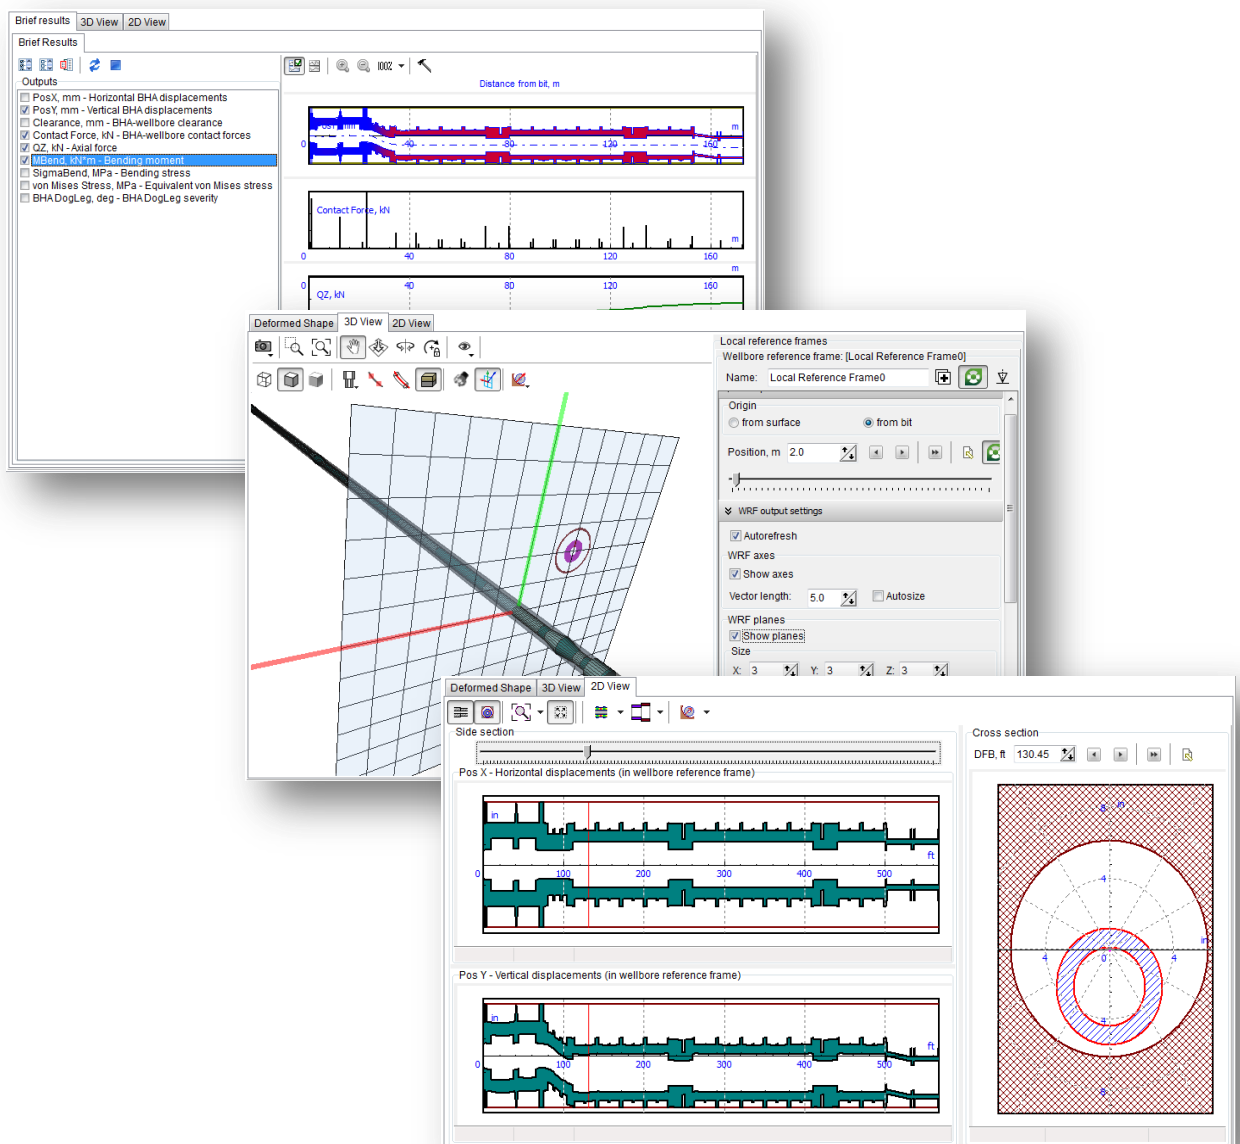 Brief results
3D View
2D View
Brief Results
Outputs
PosX, mm - Horizontal BHA displacements
PosY, mm - Vertical BHA displacements
Clearance, mm - BHA-wellbore clearance
Contact Force, kN - BHA-wellbore contact forces
QZ, kN - Axial force
MBend, kN*m - Bending moment
SigmaBend, MPa - Bending stress
von Mises Stress, MPa - Equivalent von Mises stress
BHA DogLeg, deg - BHA DogLeg severity
100%
Distance from bit, m
PosY, mm
m
0 40 80 120 160
Contact Force, kN
m
0 40 80 120 160
m
0 40 80 120 160
QZ, kN
Deformed Shape
3D View
2D View
Local reference frames
Wellbore reference frame: [Local Reference Frame0]
Name: Local Reference Frame0
Origin
from surface
from bit
Position, m 2.0
WRF output settings
Autorefresh
WRF axes
Show axes
Vector length: 5.0
Autosize
WRF planes
Show planes
Size
X: 3 Y: 3 Z: 3
Deformed Shape
3D View
2D View
Side section
Pos X - Horizontal displacements (in wellbore reference frame)
in
ft
0 100 200 300 400 500
Pos Y - Vertical displacements (in wellbore reference frame)
in
ft
0 100 200 300 400 500
Cross section
DFB, ft 130.45
8 in
4
in
4 0 4
4
8